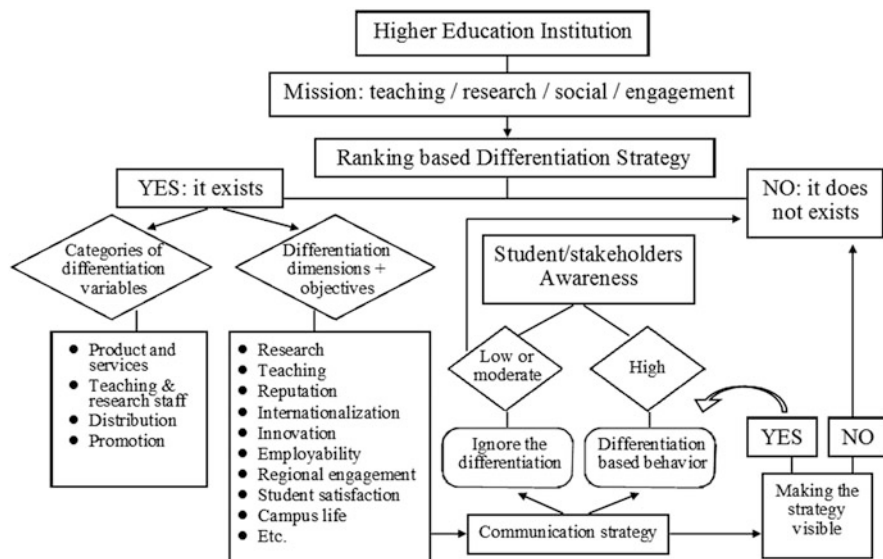 Higher Education Institution
Mission: teaching / research / social / engagement
Ranking based Differentiation Strategy
YES: it exists
NO: it does
not exists
Categories of
differentiation
variables
Differentiation
dimensions +
objectives
Student/stakeholders
Awareness
● Product and
services
● Teaching &
research staff
● Distribution
● Promotion
● Research
● Teaching
● Reputation
● Internationalization
● Innovation
● Employability
● Regional engagement
● Student satisfaction
● Campus life
● Etc.
Low or
moderate
High
Ignore the
differentiation
Differentiation
based behavior
YES
NO
Communication strategy
Making the
strategy
visible